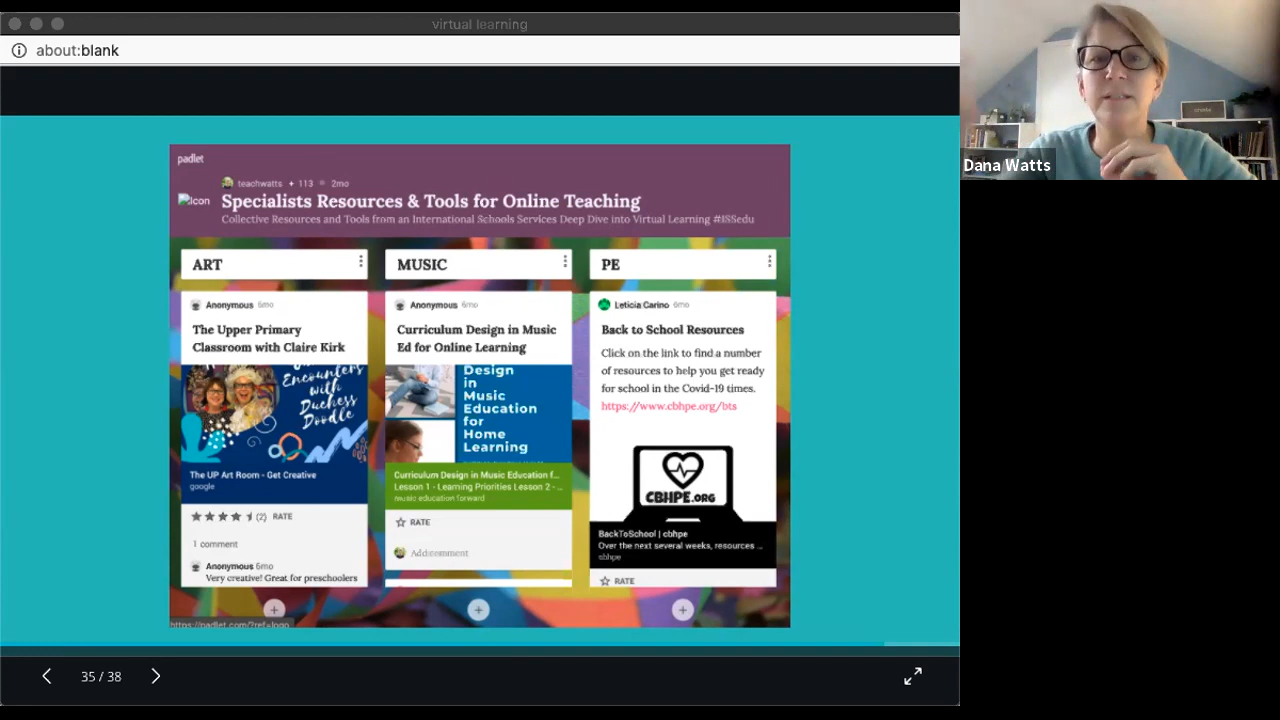 virtual learning
about:blank
Dana Watts
padlet
teachwatts + 113 2mo
Icon
Specialists Resources & Tools for Online Teaching
Collective Resources and Tools from an International Schools Services Deep Dive into Virtual Learning #ISSedu
ART
Anonymous 6mo
The Upper Primary
Classroom with Claire Kirk
Encounters
with
Duchess
Doodle
The UP Art Room - Get Creative
google
(2) RATE
1 comment
Anonymous 6mo
Very creative! Great for preschoolers
MUSIC
Anonymous 6mo
Curriculum Design in Music
Ed for Online Learning
Design
in
Music
Education
for
Home
Learning
Curriculum Design in Music Education f...
Lesson 1 - Learning Priorities Lesson 2 - ...
music education forward
RATE
Add comment
PE
Leticia Carino 6mo
Back to School Resources
Click on the link to find a number
of resources to help you get ready
for school in the Covid-19 times.
https://www.cbhpe.org/bts
CBHPE.ORG
BackToSchool | cbhpe
Over the next several weeks, resources ...
cbhpe
RATE
https://padlet.com/?ref=logo
35 / 38